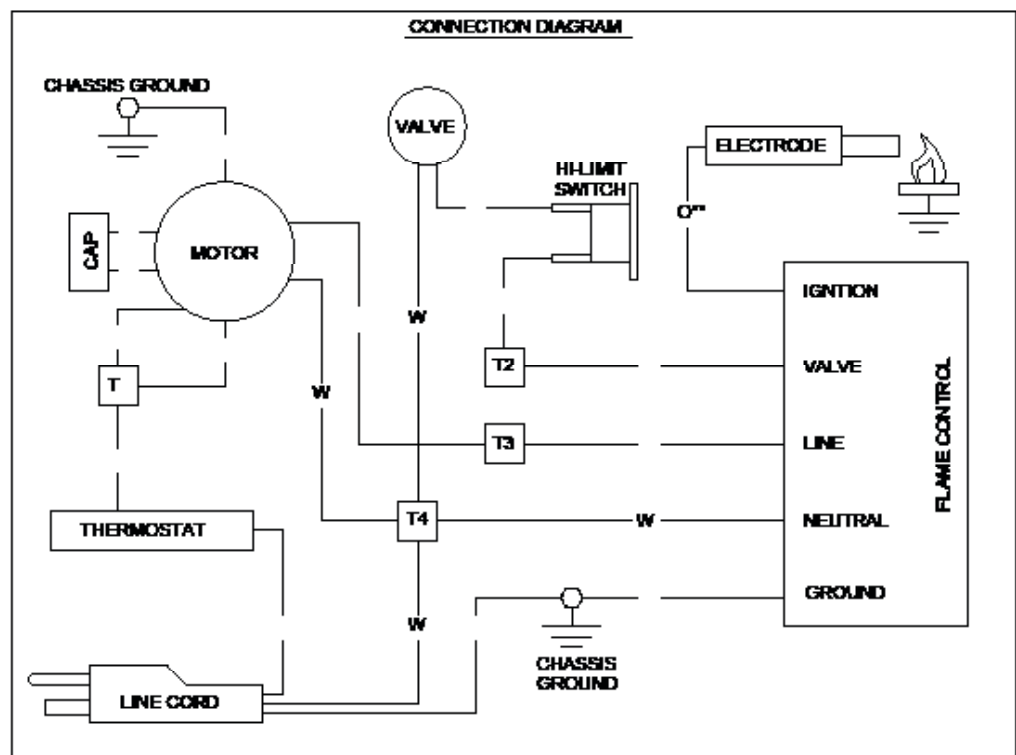 CONNECTION DIAGRAM
CHASSIS GROUND
VALVE
ELECTRODE
HI-LIMIT
SWITCH
O""
CAP
MOTOR
IGNTION
W
T2
VALVE
T
W
T3
LINE
FLAME CONTROL
THERMOSTAT
T4
W
NEUTRAL
GROUND
W
CHASSIS
GROUND
LINE CORD